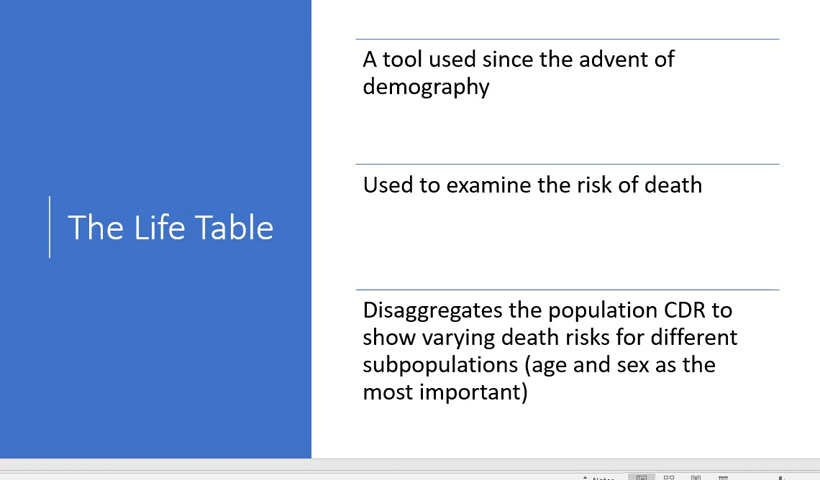 The Life Table
A tool used since the advent of
demography
Used to examine the risk of death
Disaggregates the population CDR to
show varying death risks for different
subpopulations (age and sex as the
most important)